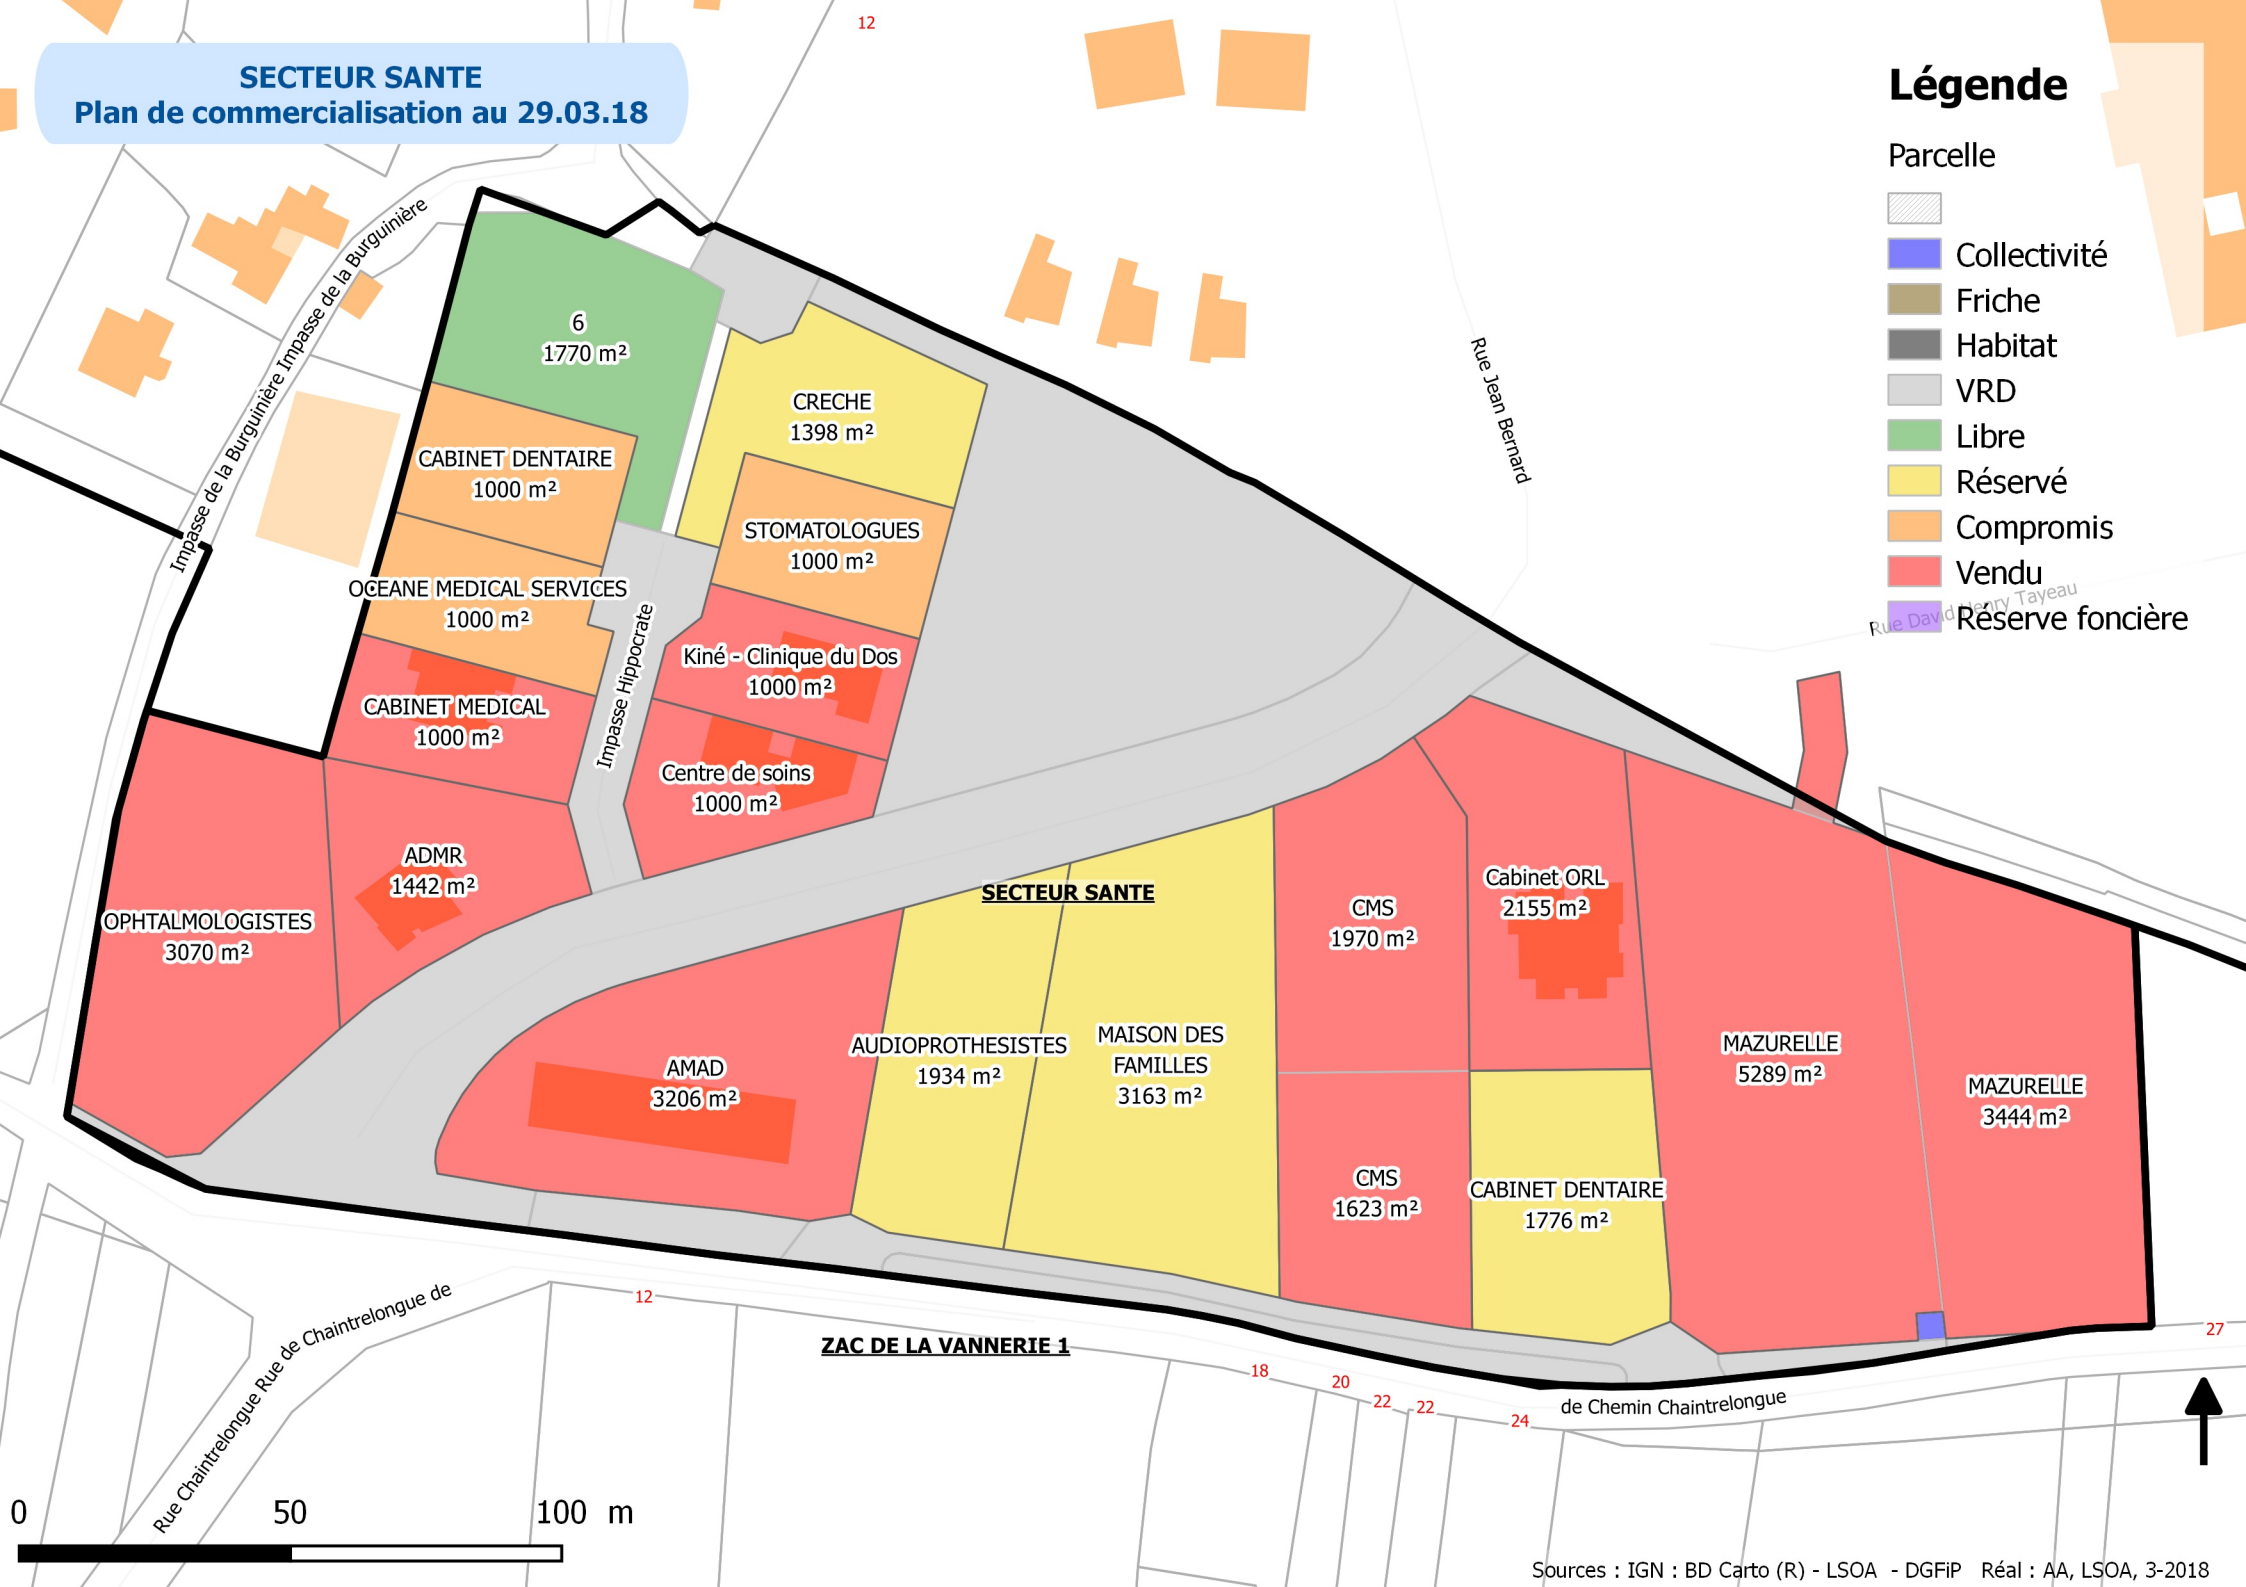 SECTEUR SANTE
Plan de commercialisation au 29.03.18
12
Légende
Parcelle
Collectivité
Friche
Habitat
VRD
Libre
Réservé
Compromis
Vendu
Réserve foncière
Impasse de la Burguinière Impasse de la Burguinière
Rue Jean Bernard
Rue David Henry Tayeau
6
1770 m²
CRECHE
1398 m²
CABINET DENTAIRE
1000 m²
STOMATOLOGUES
1000 m²
OCEANE MEDICAL SERVICES
1000 m²
Impasse Hippocrate
Kiné - Clinique du Dos
1000 m²
CABINET MEDICAL
1000 m²
Centre de soins
1000 m²
ADMR
1442 m²
OPHTALMOLOGISTES
3070 m²
SECTEUR SANTE
CMS
1970 m²
Cabinet ORL
2155 m²
AMAD
3206 m²
AUDIOPROTHESISTES
1934 m²
MAISON DES
FAMILLES
3163 m²
MAZURELLE
5289 m²
MAZURELLE
3444 m²
CMS
1623 m²
CABINET DENTAIRE
1776 m²
12
ZAC DE LA VANNERIE 1
18
20
22
22
24
27
de Chemin Chaintrelongue
Rue Chaintrelongue Rue de Chaintrelongue de
0 50 100 m
Sources : IGN : BD Carto (R) - LSOA - DGFiP Réal : AA, LSOA, 3-2018